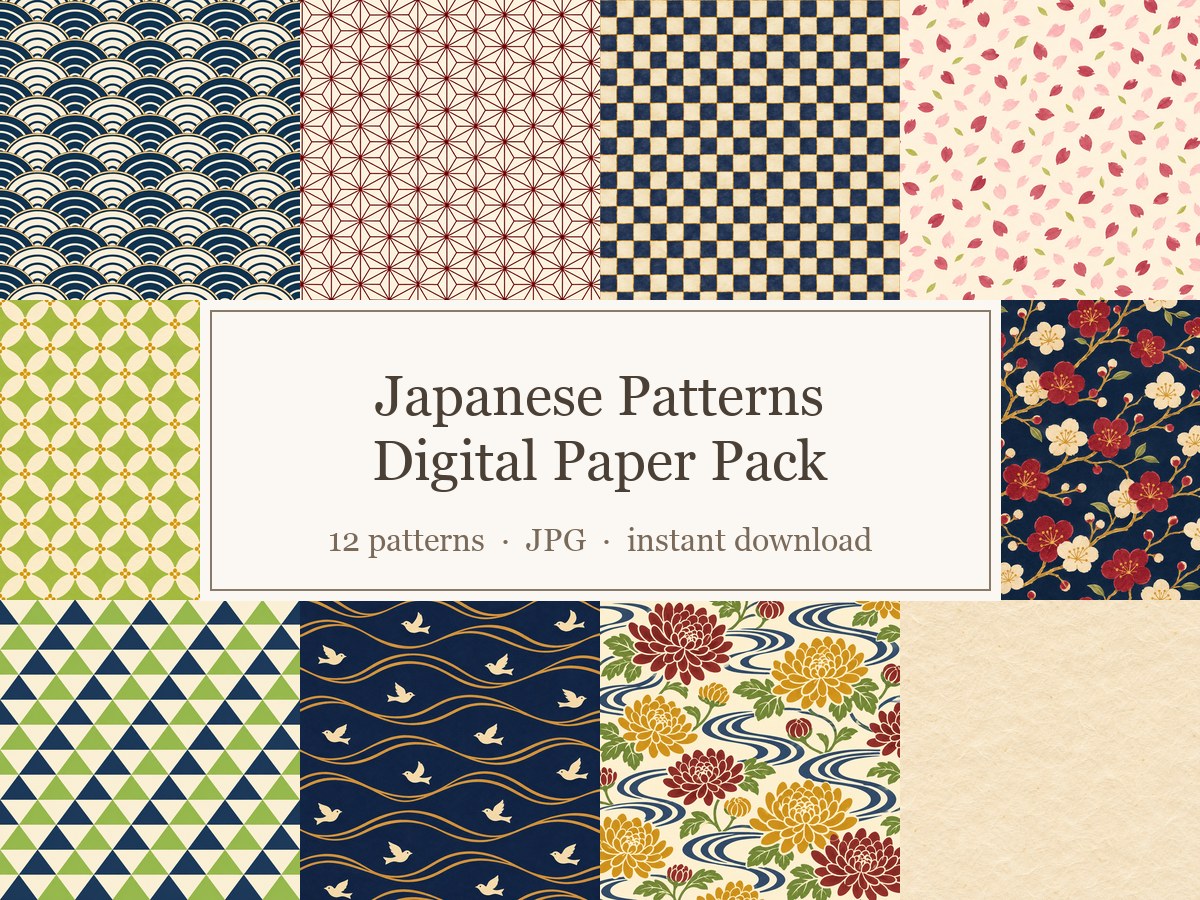 Japanese Patterns
Digital Paper Pack
12 patterns · JPG · instant download